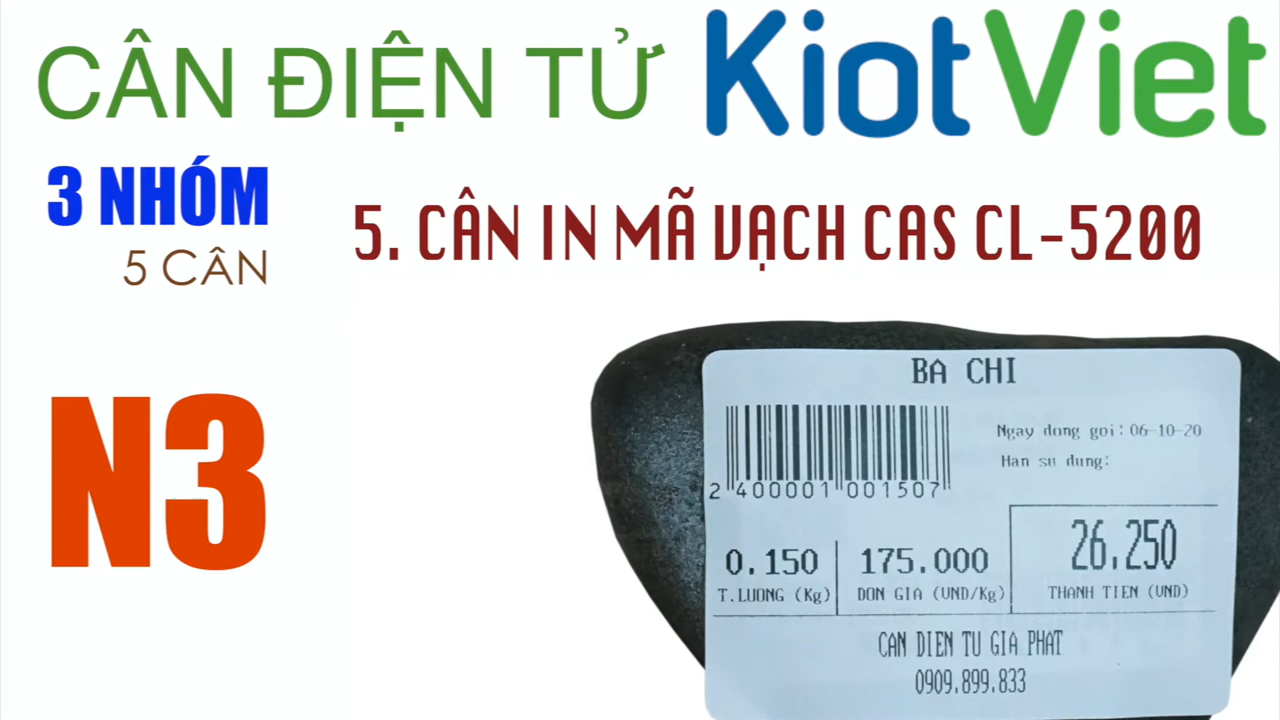 CÂN ĐIỆN TỬ KiotViet
3 NHÓM
5 CÂN
5. CÂN IN MÃ VẠCH CAS CL-5200
N3
BA CHI
Ngay dong goi: 06-10-20
Han su dung:
2 400001 001507
0.150
175.000
26.250
T.LUONG (Kg)
DON GIA (VND/Kg)
THANH TIEN (VND)
CAN DIEN TU GIA PHAT
0909.899.833